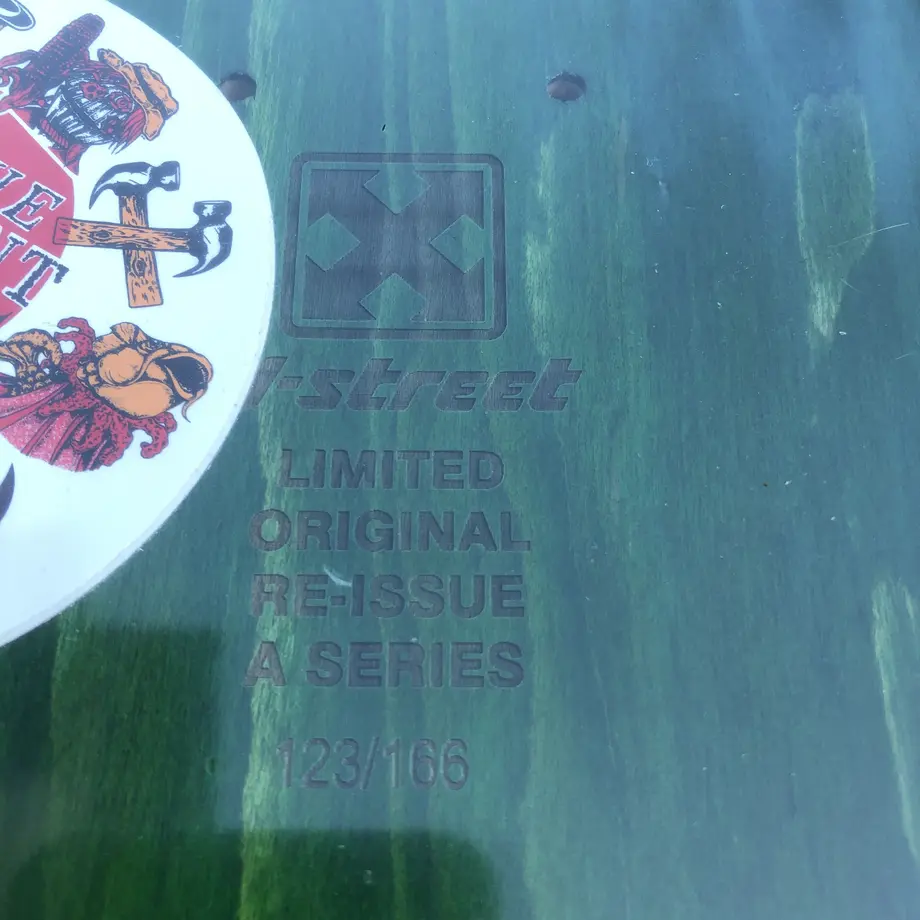 -street
LIMITED
ORIGINAL
RE-ISSUE
A SERIES
123/166